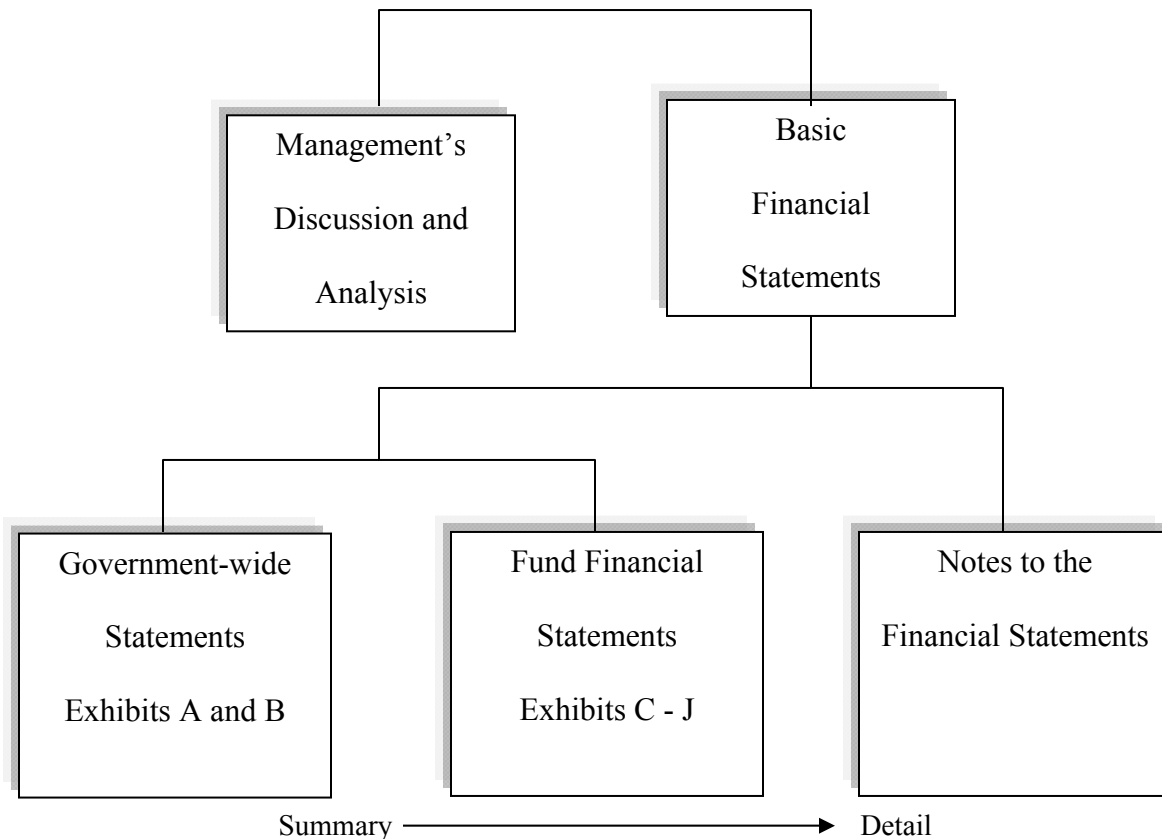 Management’s
Discussion and
Analysis
Basic
Financial
Statements
Government-wide
Statements
Exhibits A and B
Fund Financial
Statements
Exhibits C - J
Notes to the
Financial Statements
Summary
Detail